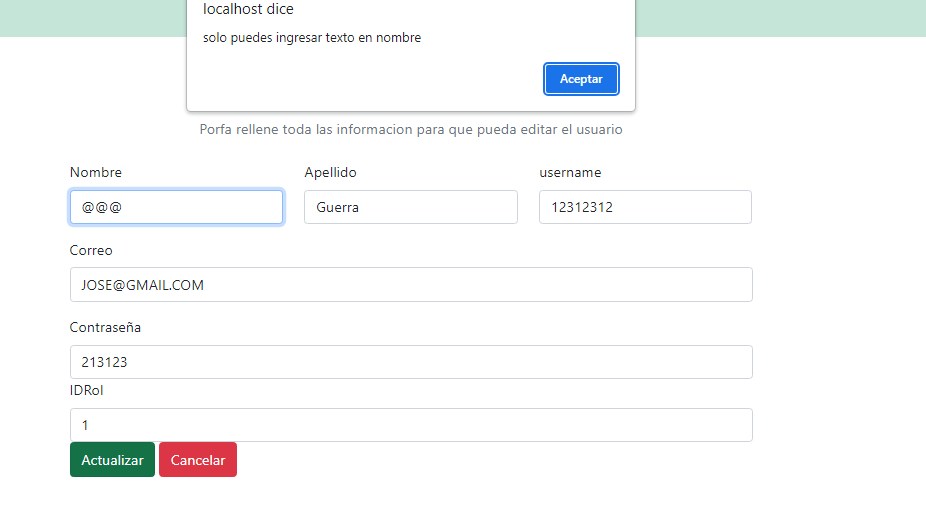 localhost dice
solo puedes ingresar texto en nombre
Aceptar
Porfa rellene toda las informacion para que pueda editar el usuario
Nombre Apellido username
@@@ Guerra 12312312
Correo
JOSE@GMAIL.COM
Contraseña
213123
IDRol
1
Actualizar Cancelar